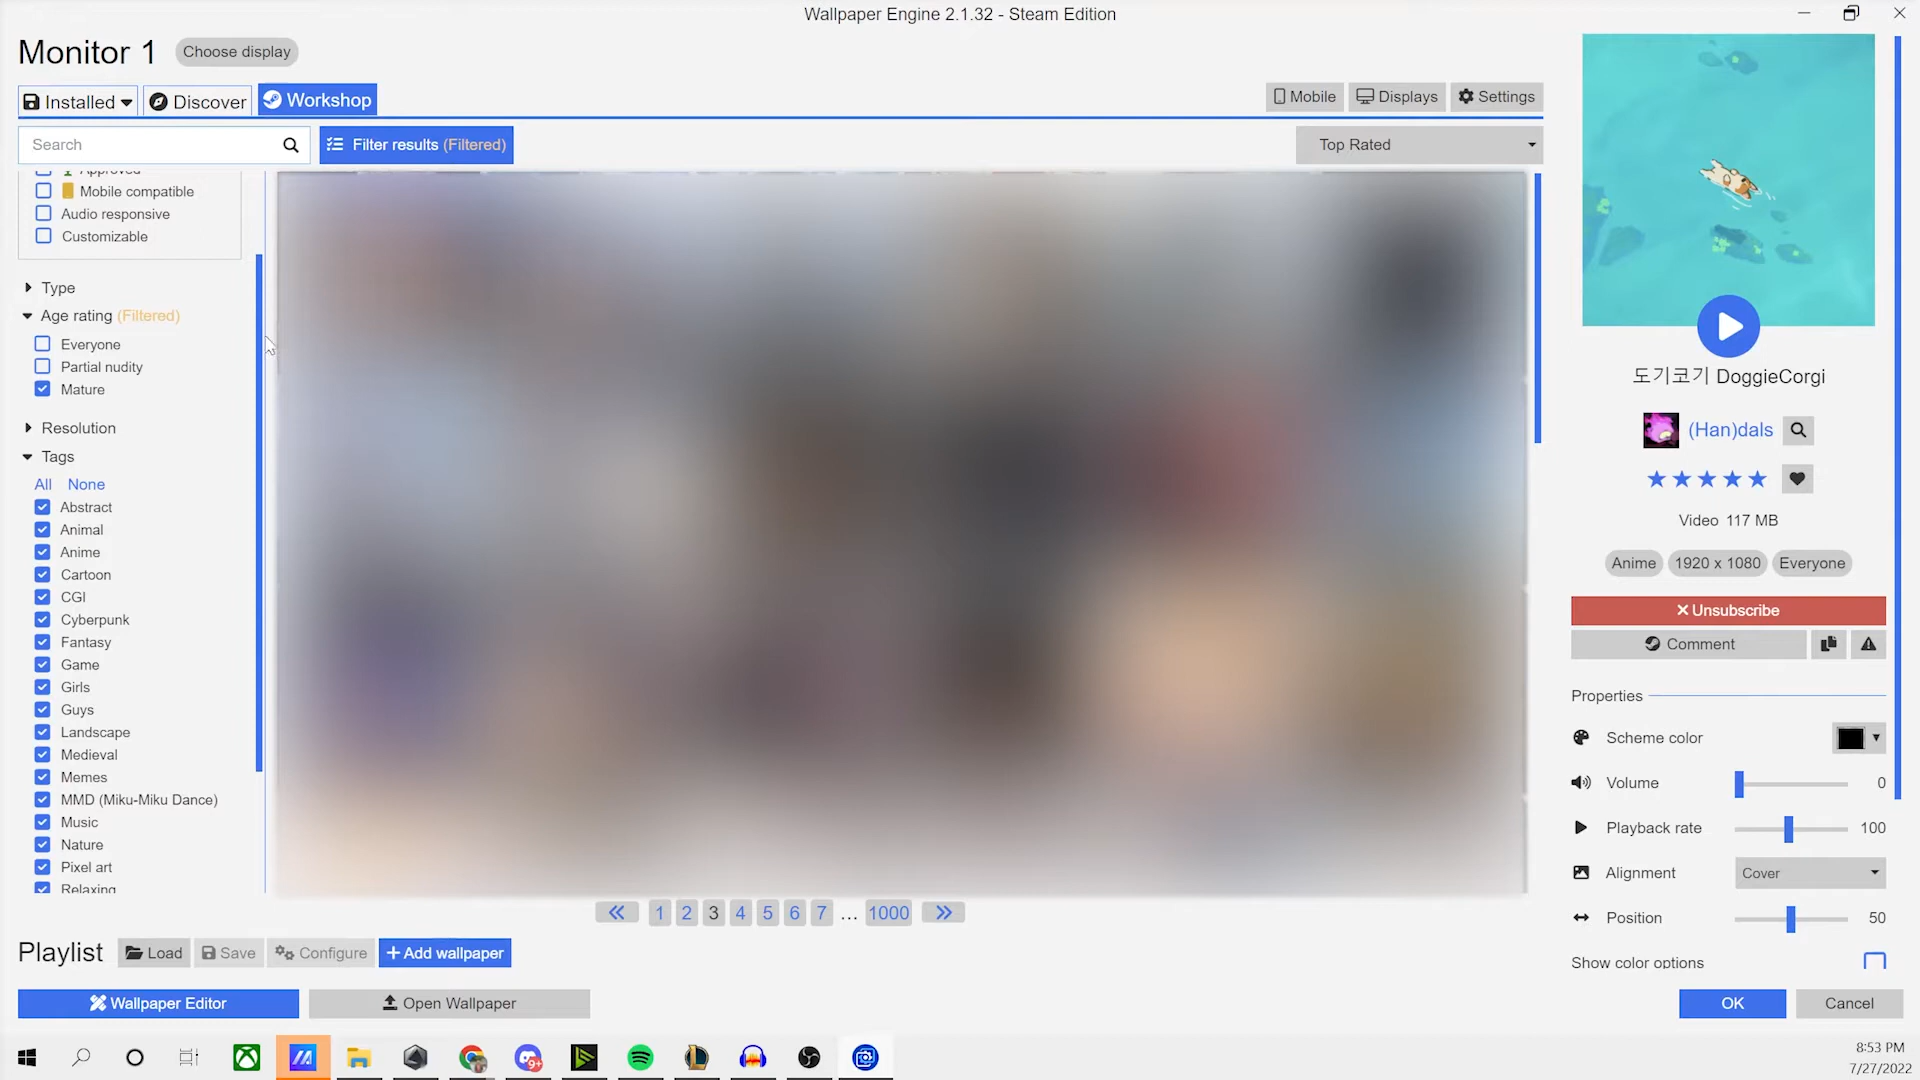 Wallpaper Engine 2.1.32 - Steam Edition
Monitor 1 Choose display
Installed Discover Workshop
Mobile Displays Settings
Search Filter results (Filtered) Top Rated
Approved
Mobile compatible
Audio responsive
Customizable
Type
Age rating (Filtered)
Everyone
Partial nudity
Mature
Resolution
Tags
All None
Abstract
Animal
Anime
Cartoon
CGI
Cyberpunk
Fantasy
Game
Girls
Guys
Landscape
Medieval
Memes
MMD (Miku-Miku Dance)
Music
Nature
Pixel art
Relaxing
« 1 2 3 4 5 6 7 ... 1000 »
도기코기 DoggieCorgi
(Han)dals
Video 117 MB
Anime 1920 x 1080 Everyone
Unsubscribe
Comment
Properties
Scheme color
Volume 0
Playback rate 100
Alignment Cover
Position 50
Show color options
Playlist Load Save Configure + Add wallpaper
Wallpaper Editor Open Wallpaper
OK Cancel
9+
8:53 PM
7/27/2022